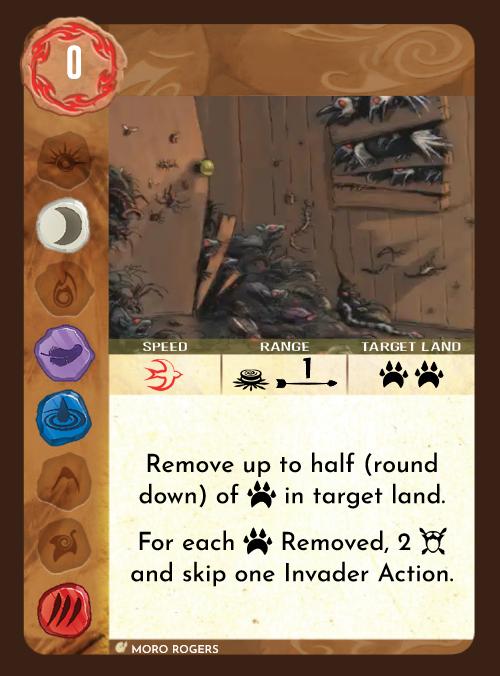 0
SPEED RANGE TARGET LAND
1
Remove up to half (round
down) of in target land.
For each Removed, 2
and skip one Invader Action.
MORO ROGERS